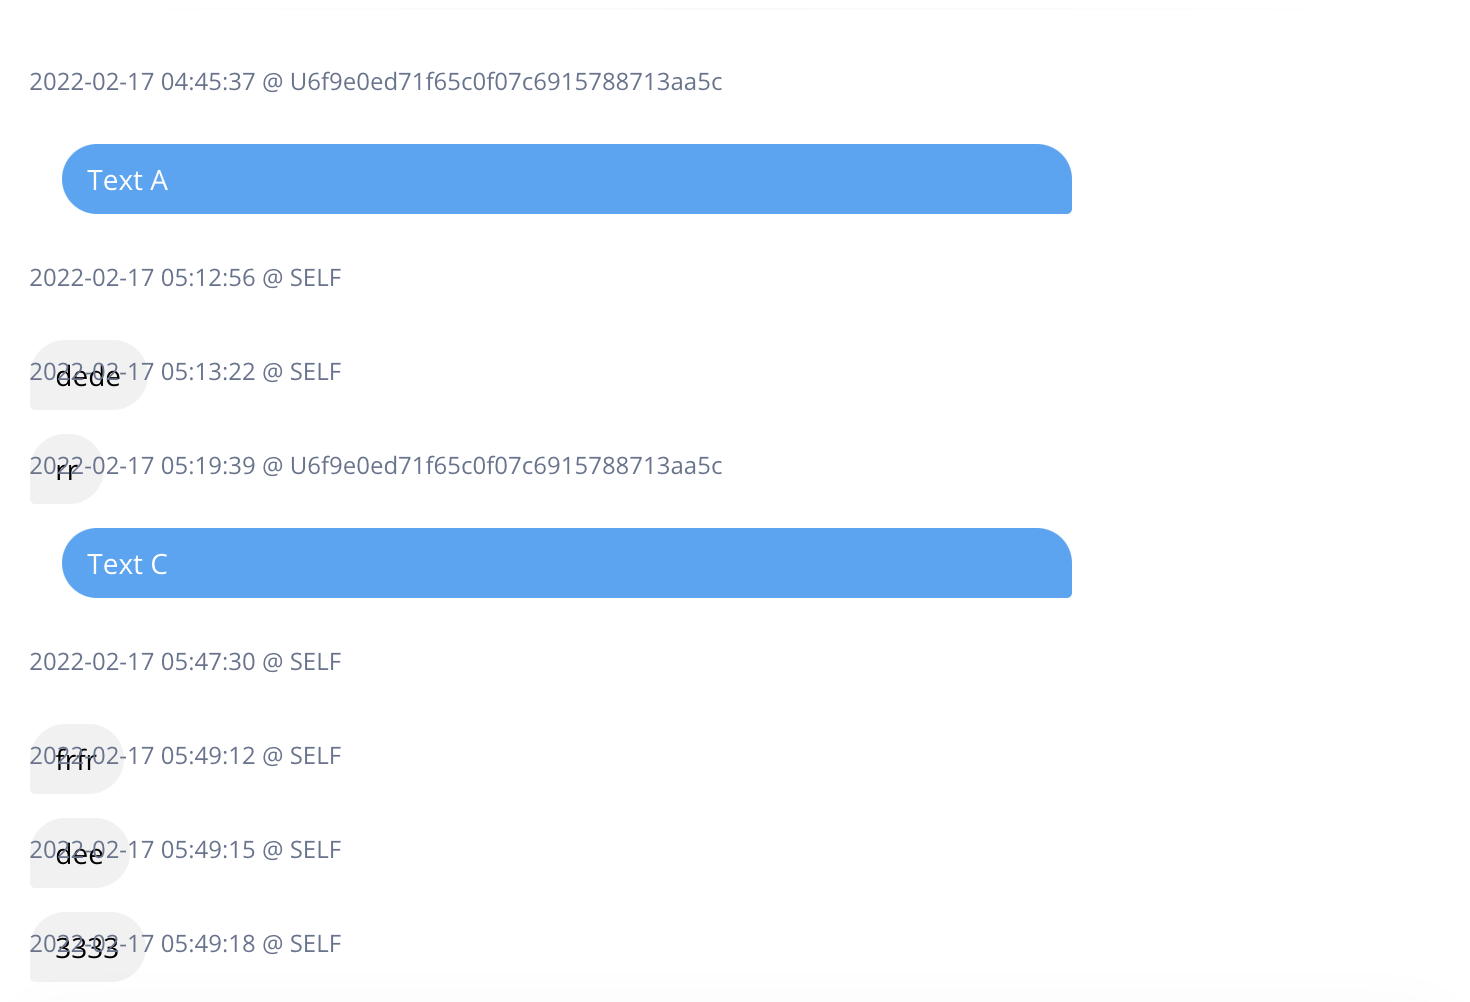 2022-02-17 04:45:37 @ U6f9e0ed71f65c0f07c6915788713aa5c
Text A
2022-02-17 05:12:56 @ SELF
2022-02-17 05:13:22 @ SELF
dede
2022-02-17 05:19:39 @ U6f9e0ed71f65c0f07c6915788713aa5c
rr
Text C
2022-02-17 05:47:30 @ SELF
2022-02-17 05:49:12 @ SELF
frfr
2022-02-17 05:49:15 @ SELF
dee
2022-02-17 05:49:18 @ SELF
3333